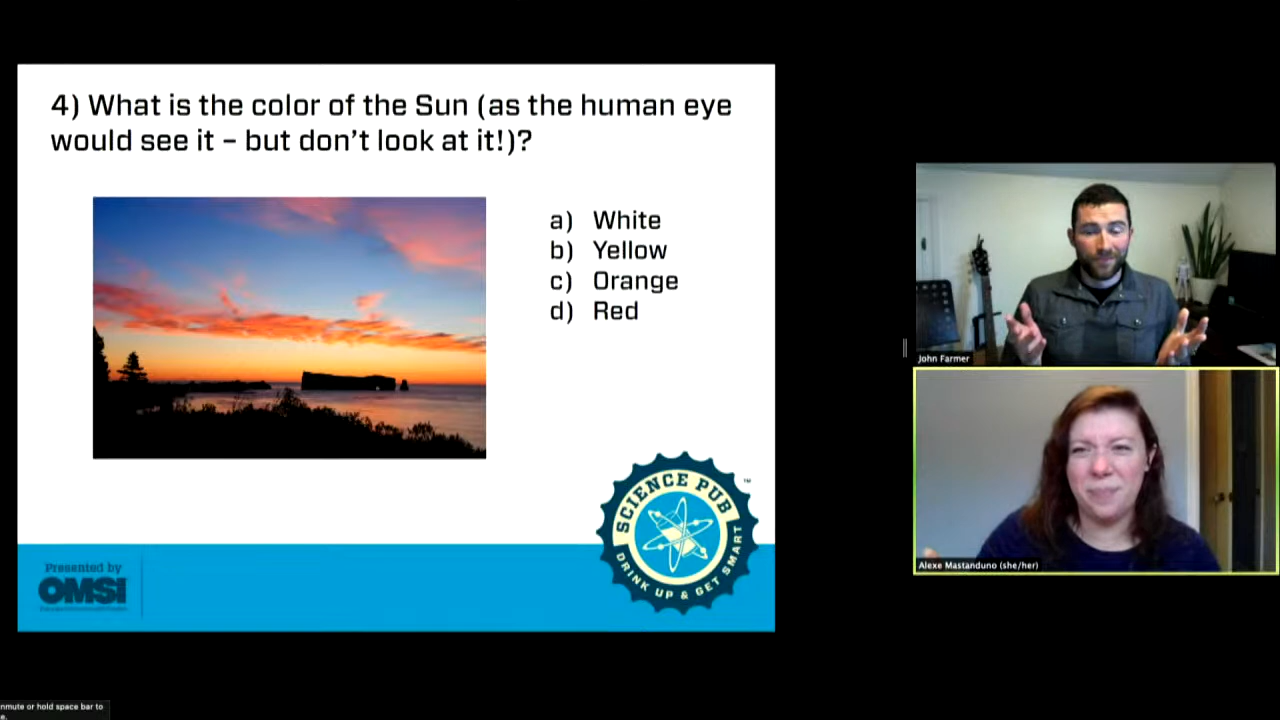 4) What is the color of the Sun (as the human eye
would see it – but don't look at it!)?
a) White
b) Yellow
c) Orange
d) Red
SCIENCE PUB
DRINK UP & GET SMART
™
Presented by
OMSI
John Farmer
Alexe Mastanduno (she/her)
nmute or hold space bar to
e.